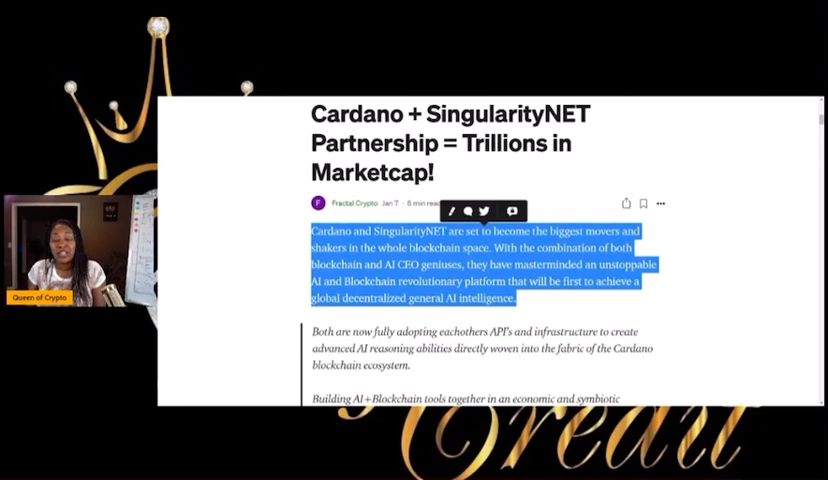 Cardano + SingularityNET
Partnership = Trillions in
Marketcap!
F Fractal Crypto Jan 7 · 8 min read
Cardano and SingularityNET are set to become the biggest movers and
shakers in the whole blockchain space. With the combination of both
blockchain and AI CEO geniuses, they have masterminded an unstoppable
AI and Blockchain revolutionary platform that will be first to achieve a
global decentralized general AI intelligence.
Both are now fully adopting eachothers API's and infrastructure to create
advanced AI reasoning abilities directly woven into the fabric of the Cardano
blockchain ecosystem.
Building AI+Blockchain tools together in an economic and symbiotic
Queen of Crypto
Credit